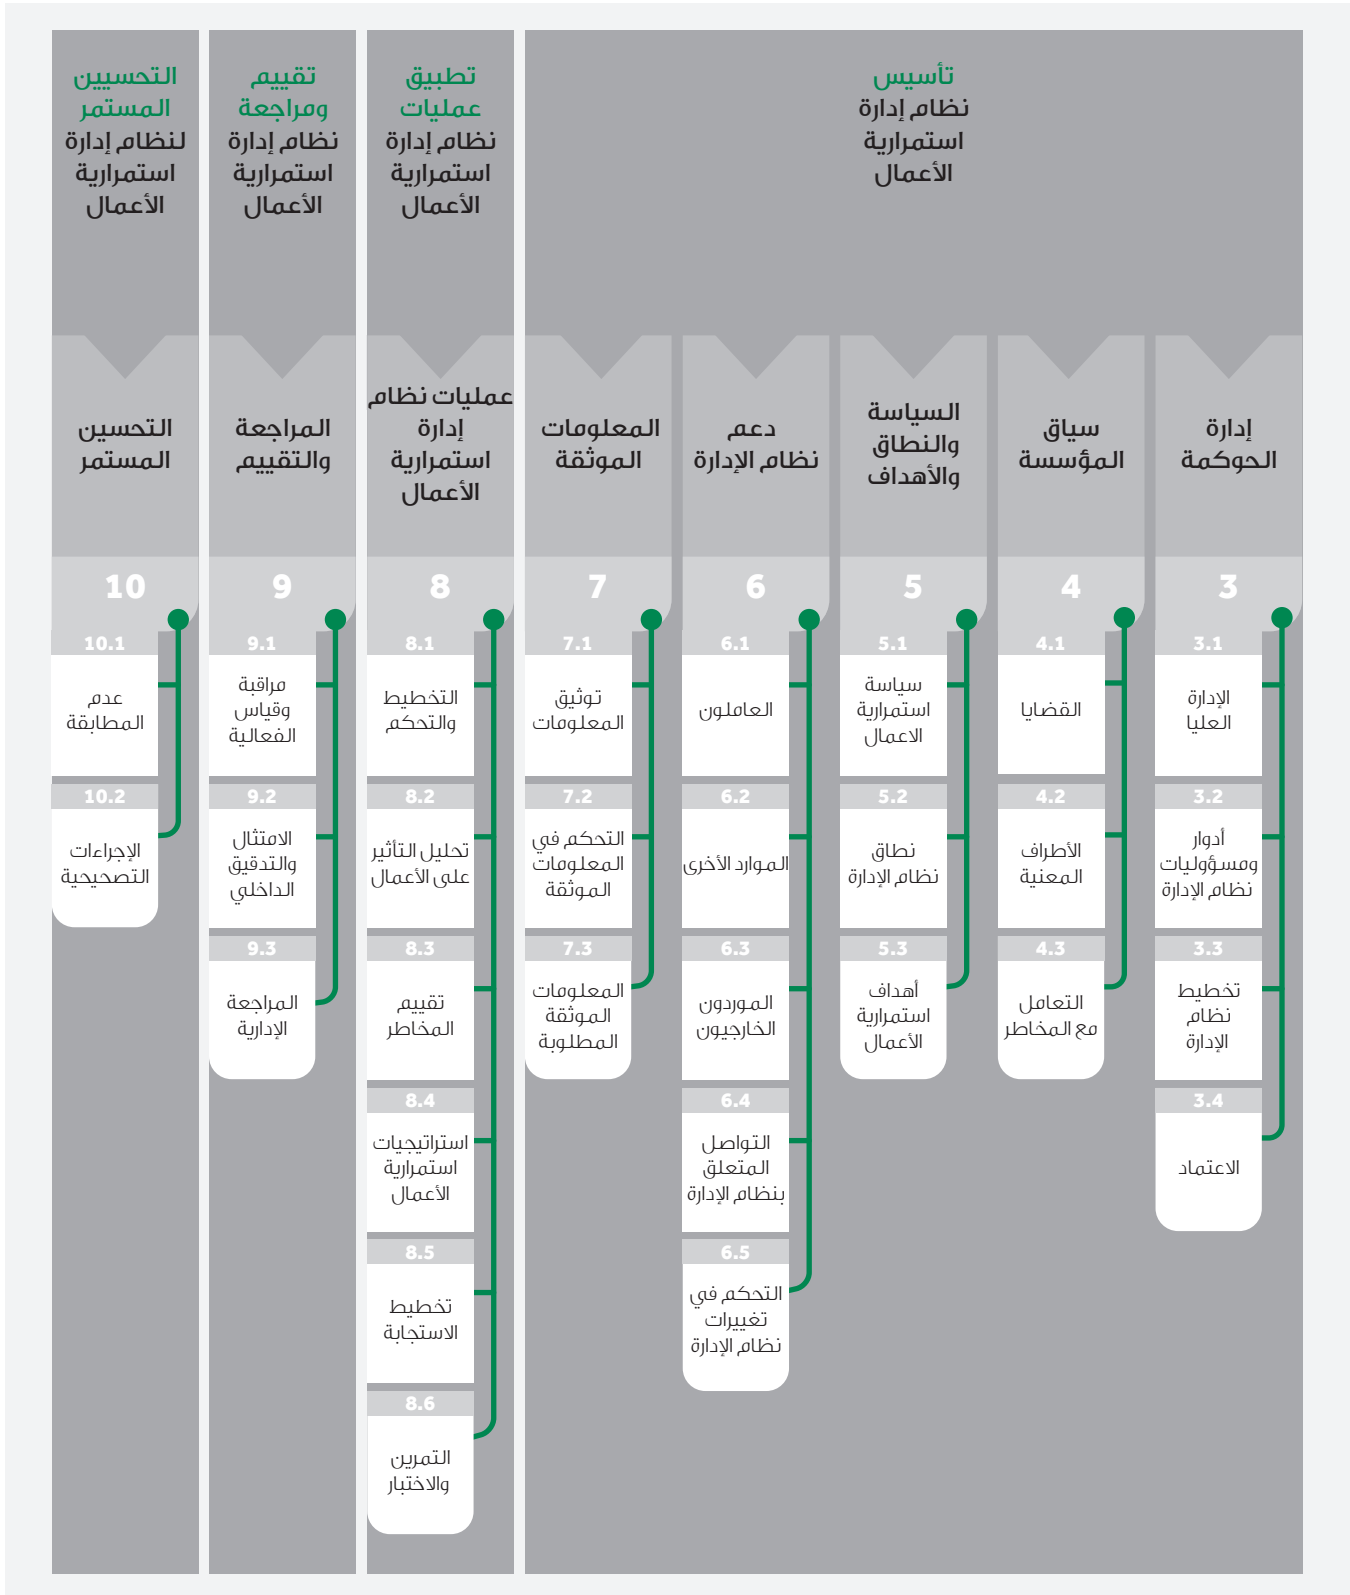 تأسيس
نظام إدارة
استمرارية
الأعمال
تطبيق
عمليات
نظام إدارة
استمرارية
الأعمال
تقييم
ومراجعة
نظام إدارة
استمرارية
الأعمال
التحسيين
المستمر
لنظام إدارة
استمرارية
الأعمال
إدارة
الحوكمة
3
3.1
الإدارة
العليا
3.2
أدوار
ومسؤوليات
نظام الإدارة
3.3
تخطيط
نظام
الإدارة
3.4
الاعتماد
سياق
المؤسسة
4
4.1
القضايا
4.2
الأطراف
المعنية
4.3
التعامل
مع المخاطر
السياسة
والنطاق
والأهداف
5
5.1
سياسة
استمرارية
الاعمال
5.2
نطاق
نظام الإدارة
5.3
أهداف
استمرارية
الأعمال
دعم
نظام الإدارة
6
6.1
العاملون
6.2
الموارد الأخرى
6.3
الموردون
الخارجيون
6.4
التواصل
المتعلق
بنظام الإدارة
6.5
التحكم في
تغييرات
نظام الإدارة
المعلومات
الموثقة
7
7.1
توثيق
المعلومات
7.2
التحكم في
المعلومات
الموثقة
7.3
المعلومات
الموثقة
المطلوبة
عمليات نظام
إدارة
استمرارية
الأعمال
8
8.1
التخطيط
والتحكم
8.2
تحليل التأثير
على الأعمال
8.3
تقييم
المخاطر
8.4
استراتيجيات
استمرارية
الأعمال
8.5
تخطيط
الاستجابة
8.6
التمرين
والاختبار
المراجعة
والتقييم
9
9.1
مراقبة
وقياس
الفعالية
9.2
الامتثال
والتدقيق
الداخلي
9.3
المراجعة
الإدارية
التحسين
المستمر
10
10.1
عدم
المطابقة
10.2
الإجراءات
التصحيحية